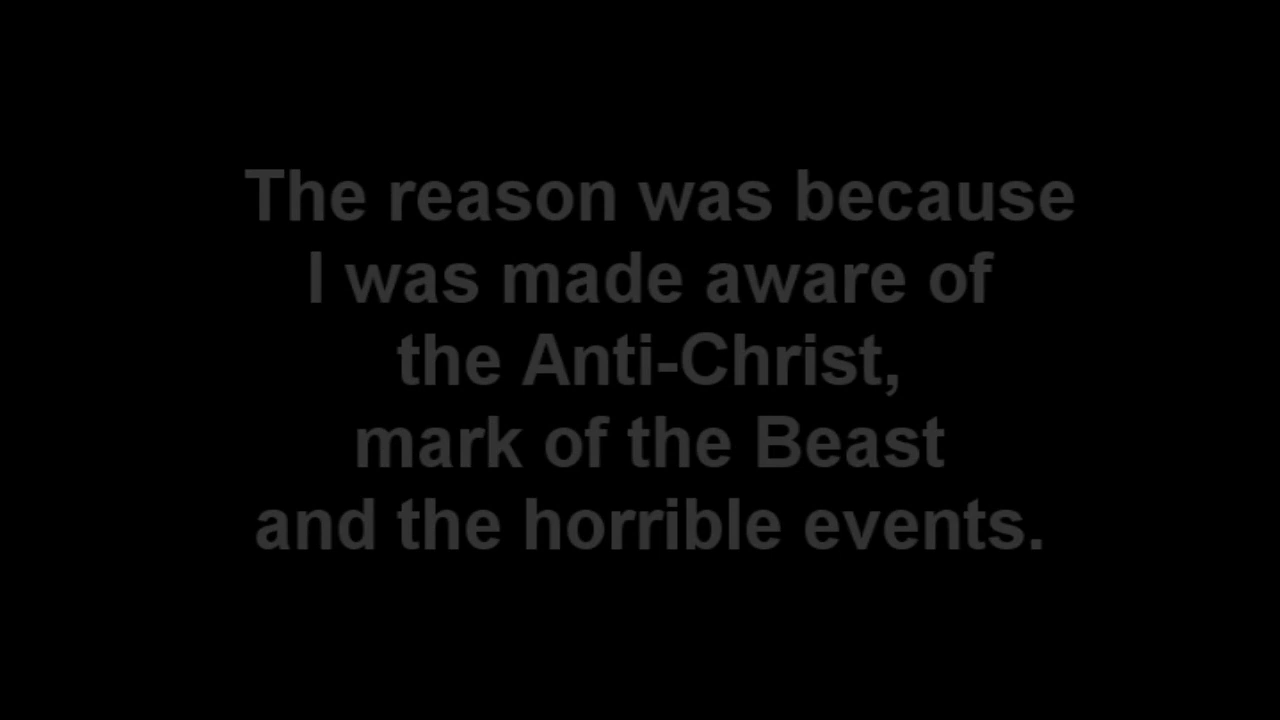 The reason was because
I was made aware of
the Anti-Christ,
mark of the Beast
and the horrible events.